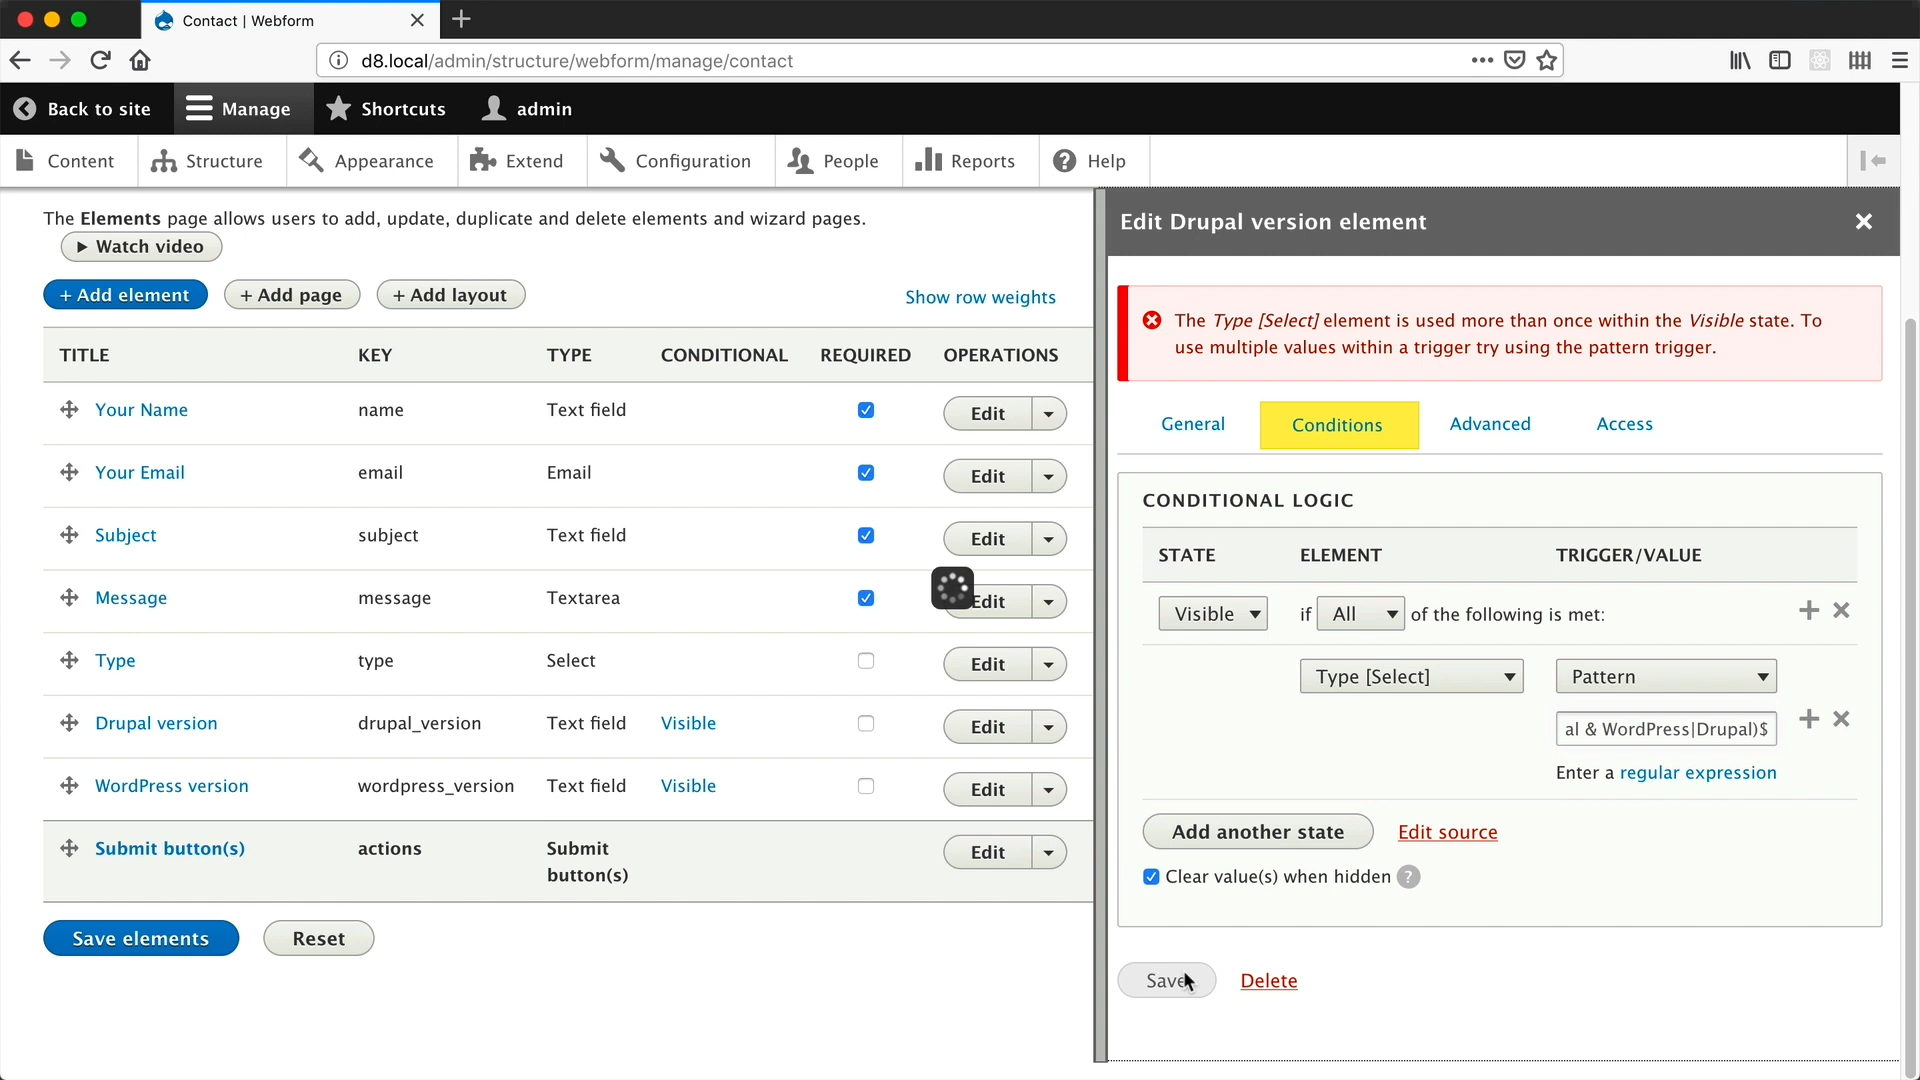 Contact | Webform
d8.local/admin/structure/webform/manage/contact
Back to site Manage Shortcuts admin
Content Structure Appearance Extend Configuration People Reports Help
The Elements page allows users to add, update, duplicate and delete elements and wizard pages.
Watch video
+ Add element + Add page + Add layout Show row weights
TITLE KEY TYPE CONDITIONAL REQUIRED OPERATIONS
Your Name name Text field Edit
Your Email email Email Edit
Subject subject Text field Edit
Message message Textarea Edit
Type type Select Edit
Drupal version drupal_version Text field Visible Edit
WordPress version wordpress_version Text field Visible Edit
Submit button(s) actions Submit Edit
button(s)
Save elements Reset
Edit Drupal version element
The Type [Select] element is used more than once within the Visible state. To
use multiple values within a trigger try using the pattern trigger.
General Conditions Advanced Access
CONDITIONAL LOGIC
STATE ELEMENT TRIGGER/VALUE
Visible if All of the following is met:
Type [Select] Pattern
al & WordPress|Drupal)$
Enter a regular expression
Add another state Edit source
Clear value(s) when hidden ?
Save Delete